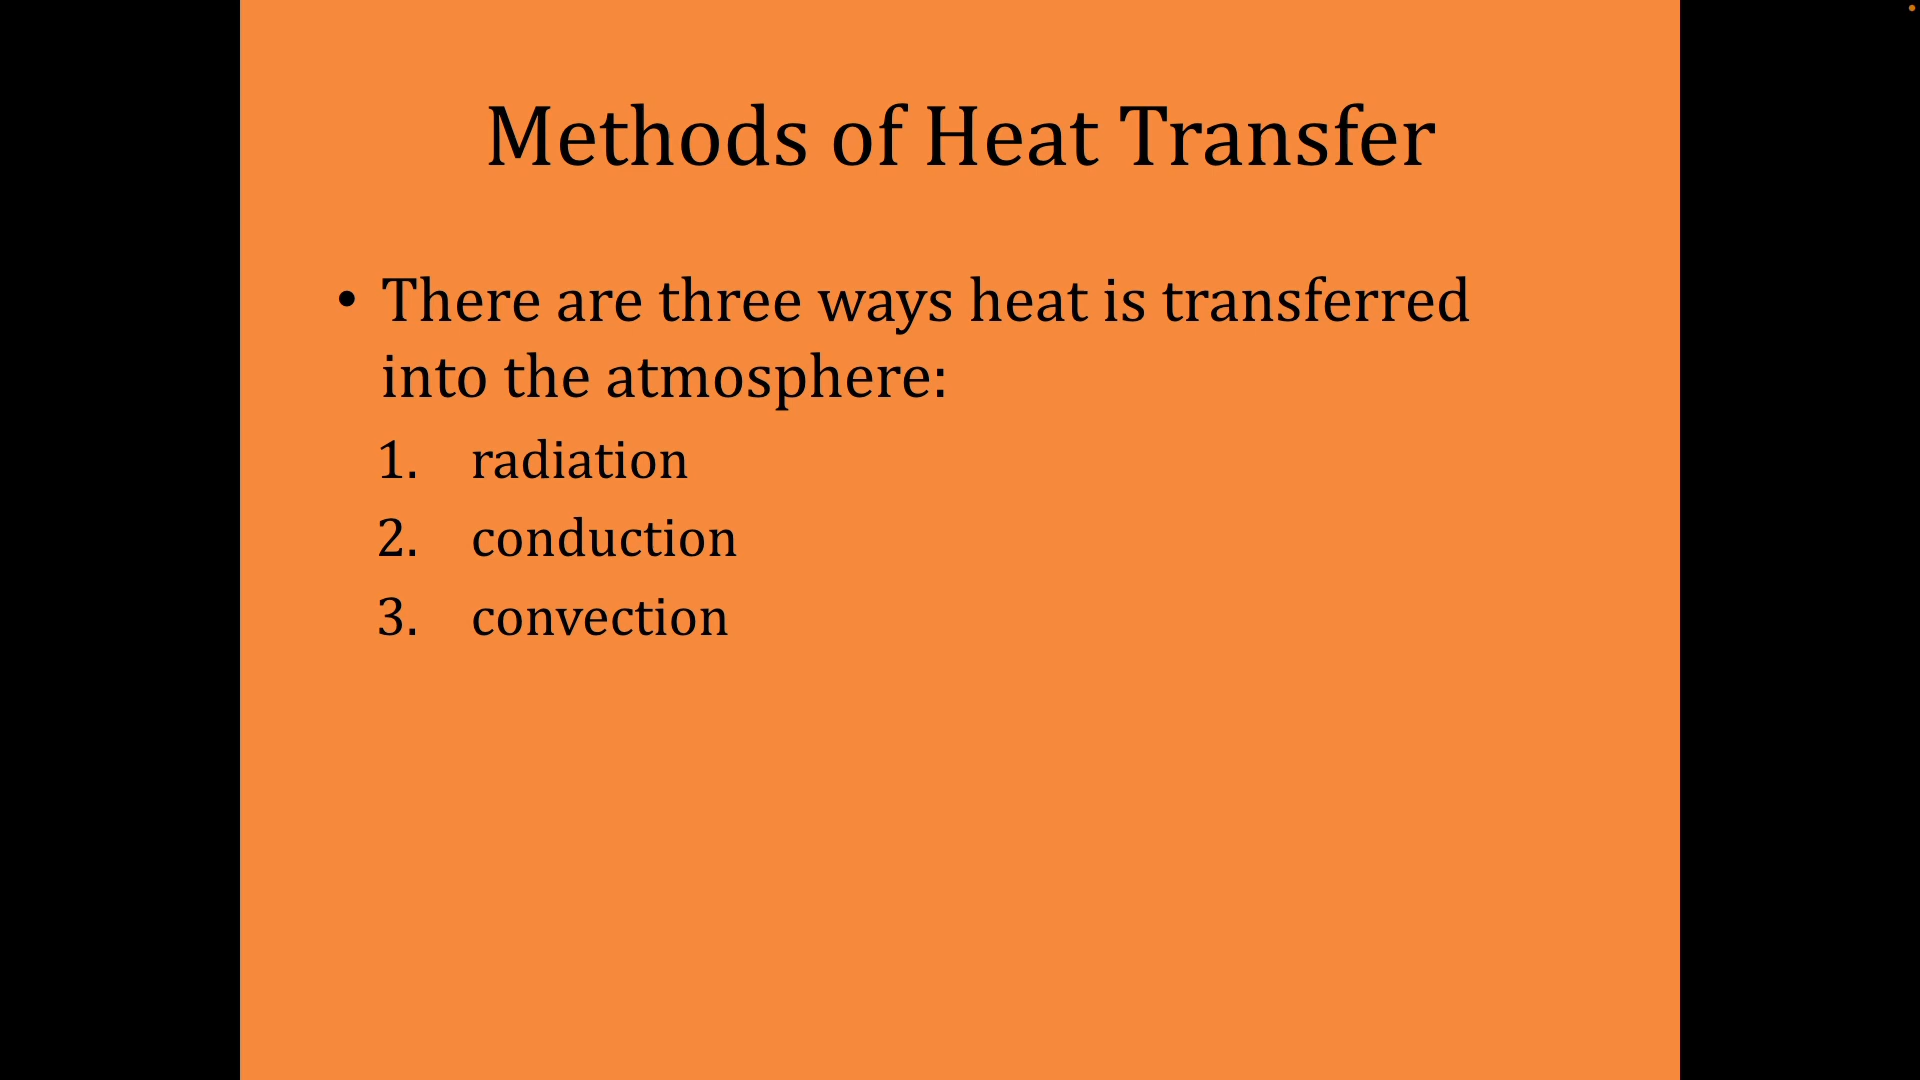 Methods of Heat Transfer
• There are three ways heat is transferred
into the atmosphere:
1. radiation
2. conduction
3. convection